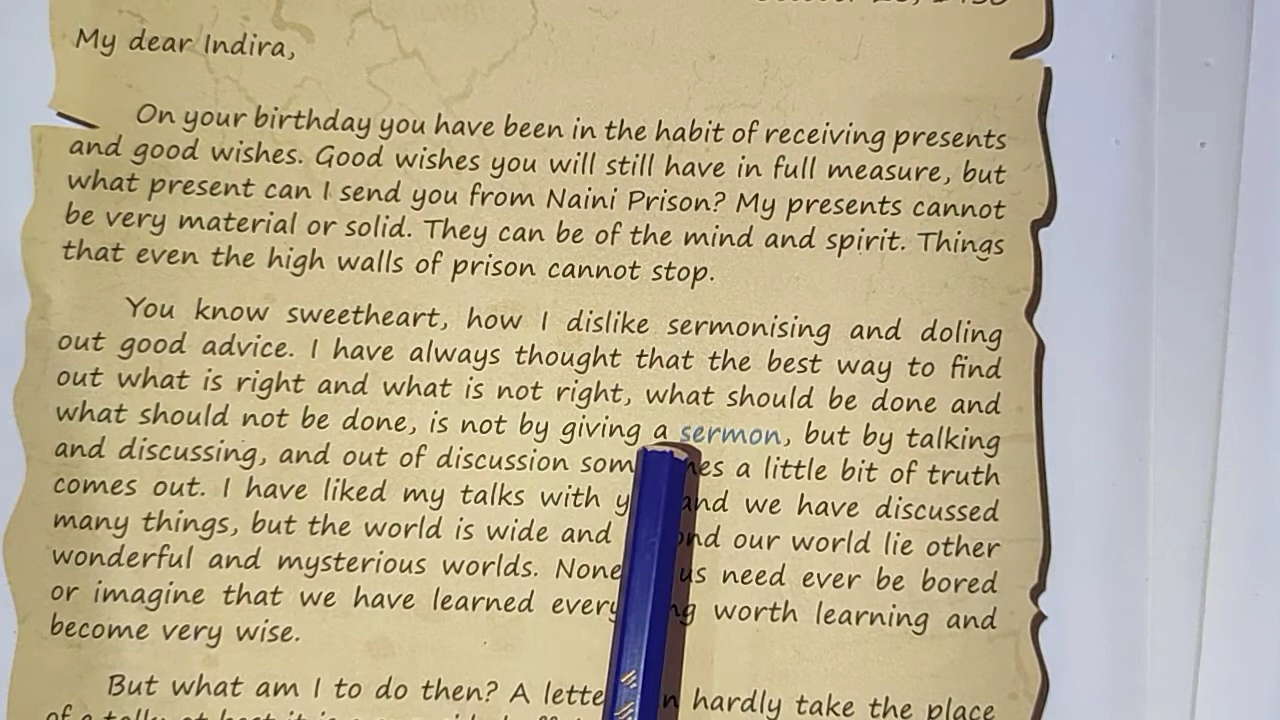 My dear Indira,
On your birthday you have been in the habit of receiving presents
and good wishes. Good wishes you will still have in full measure, but
what present can I send you from Naini Prison? My presents cannot
be very material or solid. They can be of the mind and spirit. Things
that even the high walls of prison cannot stop.
You know sweetheart, how I dislike sermonising and doling
out good advice. I have always thought that the best way to find
out what is right and what is not right, what should be done and
what should not be done, is not by giving a sermon, but by talking
and discussing, and out of discussion a little bit of truth
comes out. I have liked my talks with and we have discussed
many things, but the world is wide and our world lie other
wonderful and mysterious worlds. None us need ever be bored
or imagine that we have learned worth learning and
become very wise.
But what am I to do then? A hardly take the place